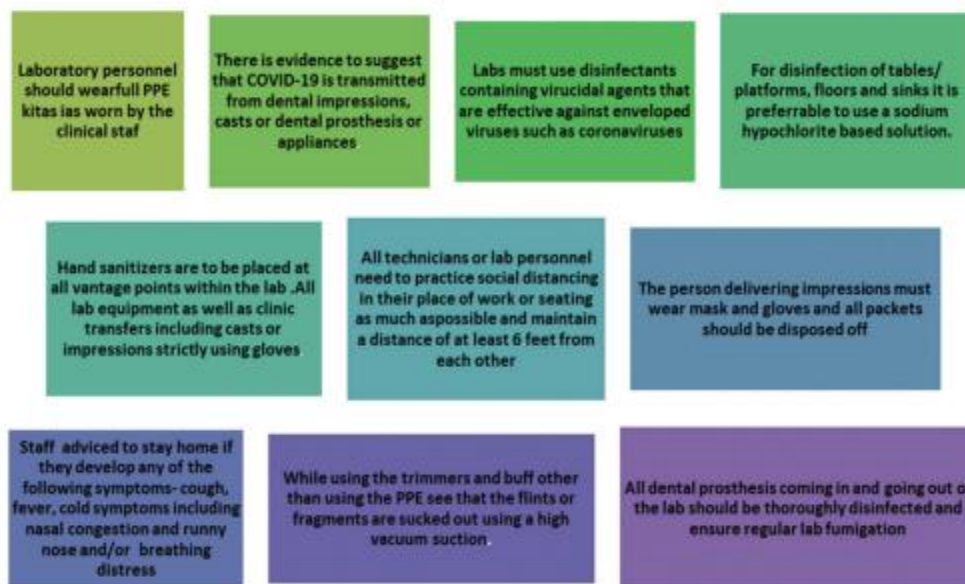 Laboratory personnel
should wearfull PPE
kitas ias worn by the
clinical staf
There is evidence to suggest
that COVID-19 is transmitted
from dental impressions,
casts or dental prosthesis or
appliances
Labs must use disinfectants
containing virucidal agents that
are effective against enveloped
viruses such as coronaviruses
For disinfection of tables/
platforms, floors and sinks it is
preferrable to use a sodium
hypochlorite based solution.
Hand sanitizers are to be placed at
all vantage points within the lab .All
lab equipment as well as clinic
transfers including casts or
impressions strictly using gloves
All technicians or lab personnel
need to practice social distancing
in their place of work or seating
as much aspossible and maintain
a distance of at least 6 feet from
each other
The person delivering impressions must
wear mask and gloves and all packets
should be disposed off
Staff adviced to stay home if
they develop any of the
following symptoms- cough,
fever, cold symptoms including
nasal congestion and runny
nose and/or breathing
distress
While using the trimmers and buff other
than using the PPE see that the flints or
fragments are sucked out using a high
vacuum suction.
All dental prosthesis coming in and going out o
the lab should be thoroughly disinfected and
ensure regular lab fumigation